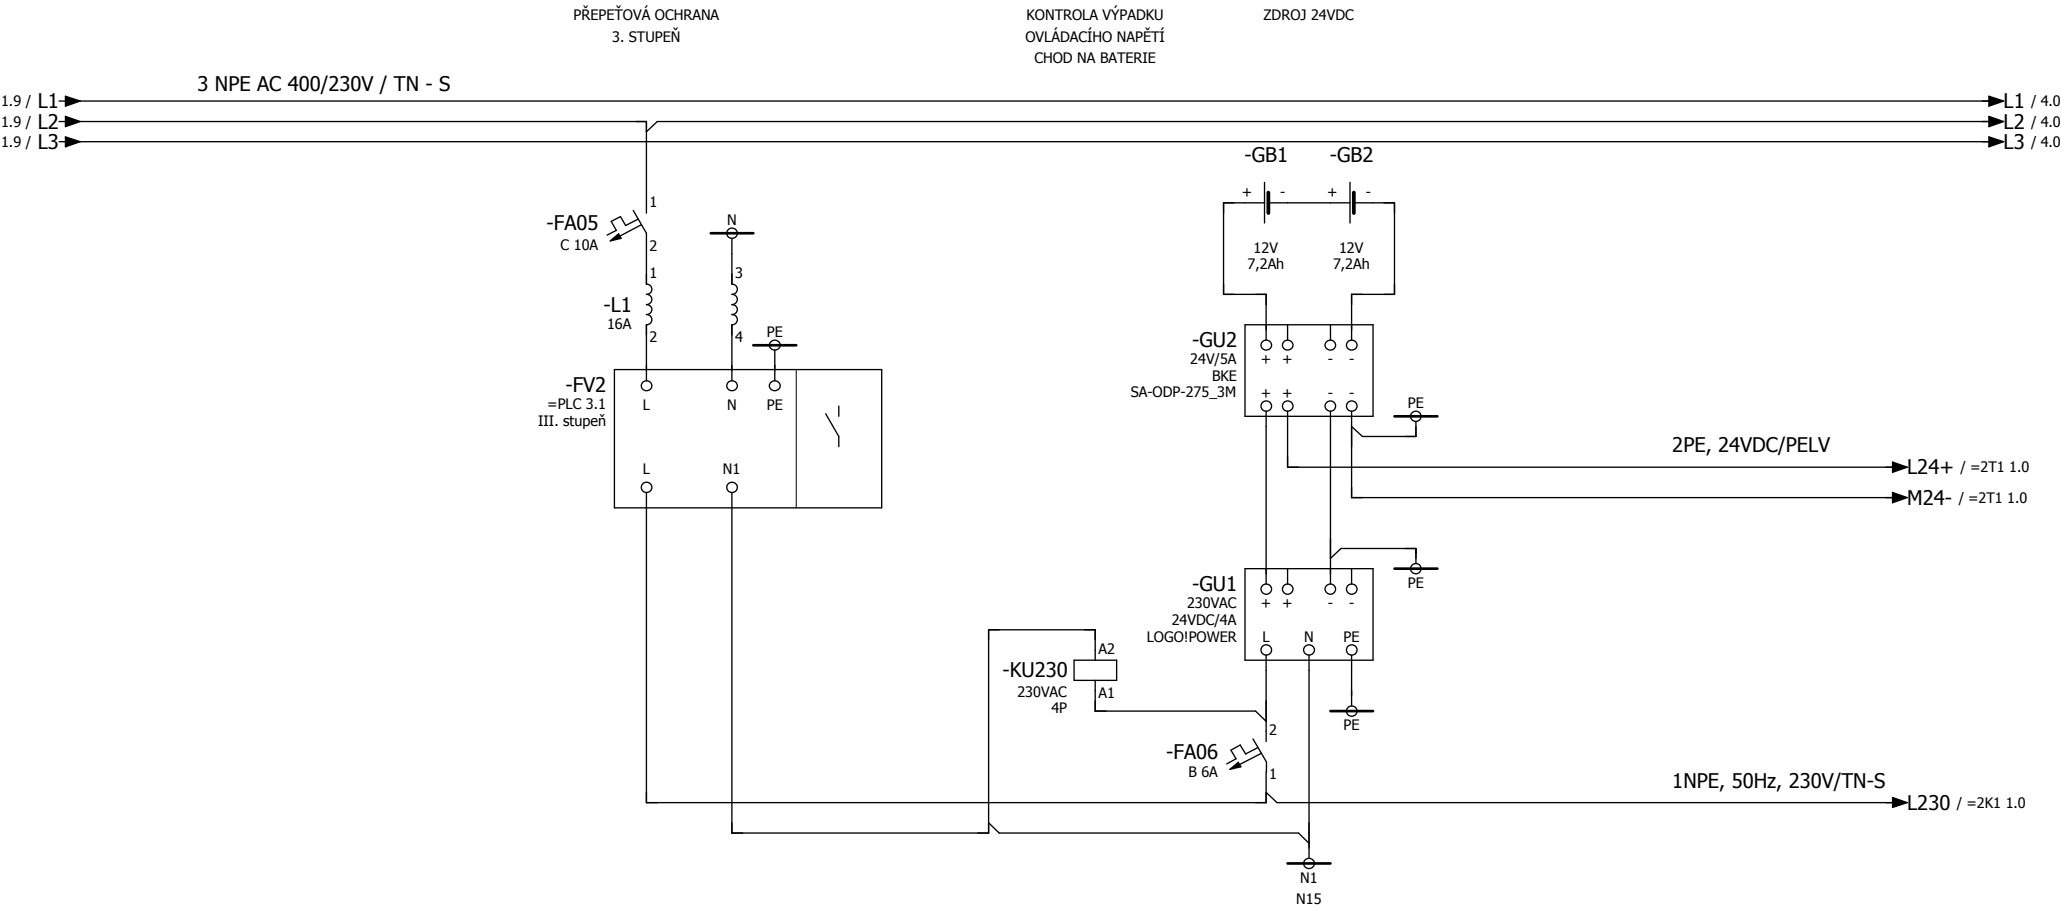 PŘEPEŤOVÁ OCHRANA
3. STUPEŇ
KONTROLA VÝPADKU
OVLÁDACÍHO NAPĚTÍ
CHOD NA BATERIE
ZDROJ 24VDC
3 NPE AC 400/230V / TN - S
1.9 / L1
L1 / 4.0
1.9 / L2
L2 / 4.0
1.9 / L3
L3 / 4.0
-GB1
-GB2
+ -
+ -
12V
7,2Ah
12V
7,2Ah
-FA05
C 10A
1
2
N
-L1
16A
1
2
3
4
PE
-FV2
=PLC 3.1
III. stupeň
L
N
PE
L
N1
-GU2
24V/5A
BKE
SA-ODP-275_3M
+ + - -
+ + - -
PE
2PE, 24VDC/PELV
L24+ / =2T1 1.0
M24- / =2T1 1.0
PE
-GU1
230VAC
24VDC/4A
LOGO!POWER
+ + - -
L
N
PE
PE
-KU230
230VAC
4P
A2
A1
-FA06
B 6A
2
1
1NPE, 50Hz, 230V/TN-S
L230 / =2K1 1.0
N1
N15